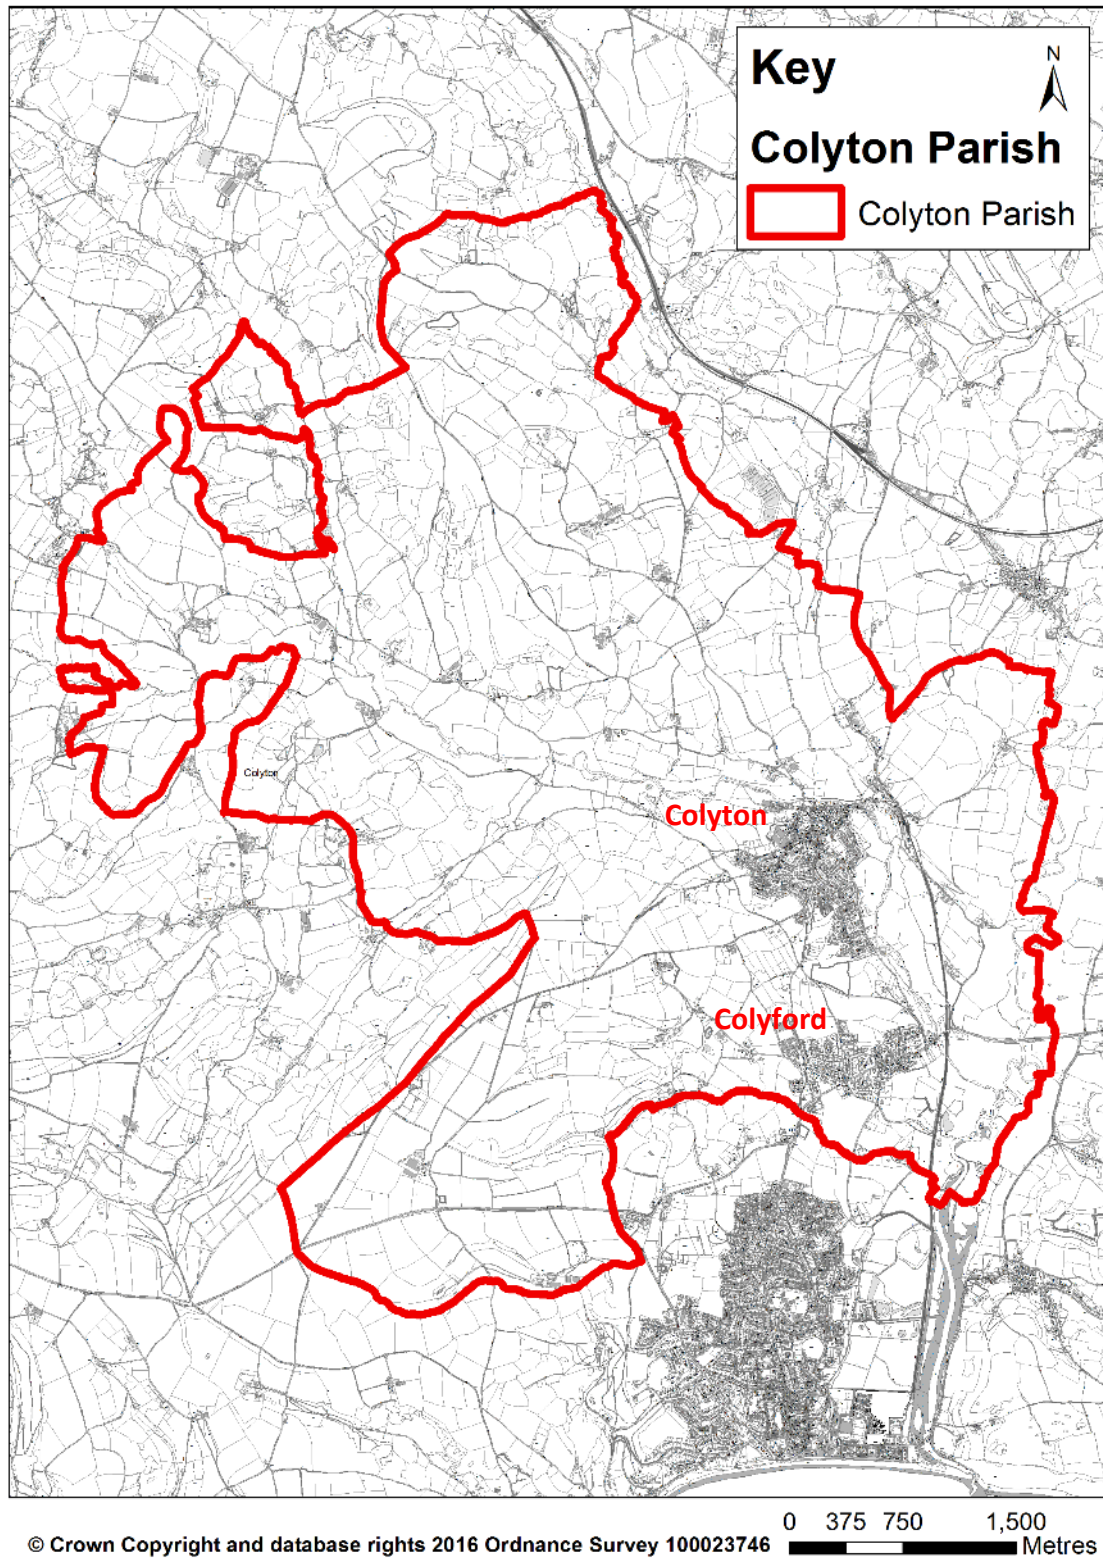 Key
N
Colyton Parish
Colyton Parish
Colyton
Colyton
Colyford
© Crown Copyright and database rights 2016 Ordnance Survey 100023746
0 375 750 1,500
Metres